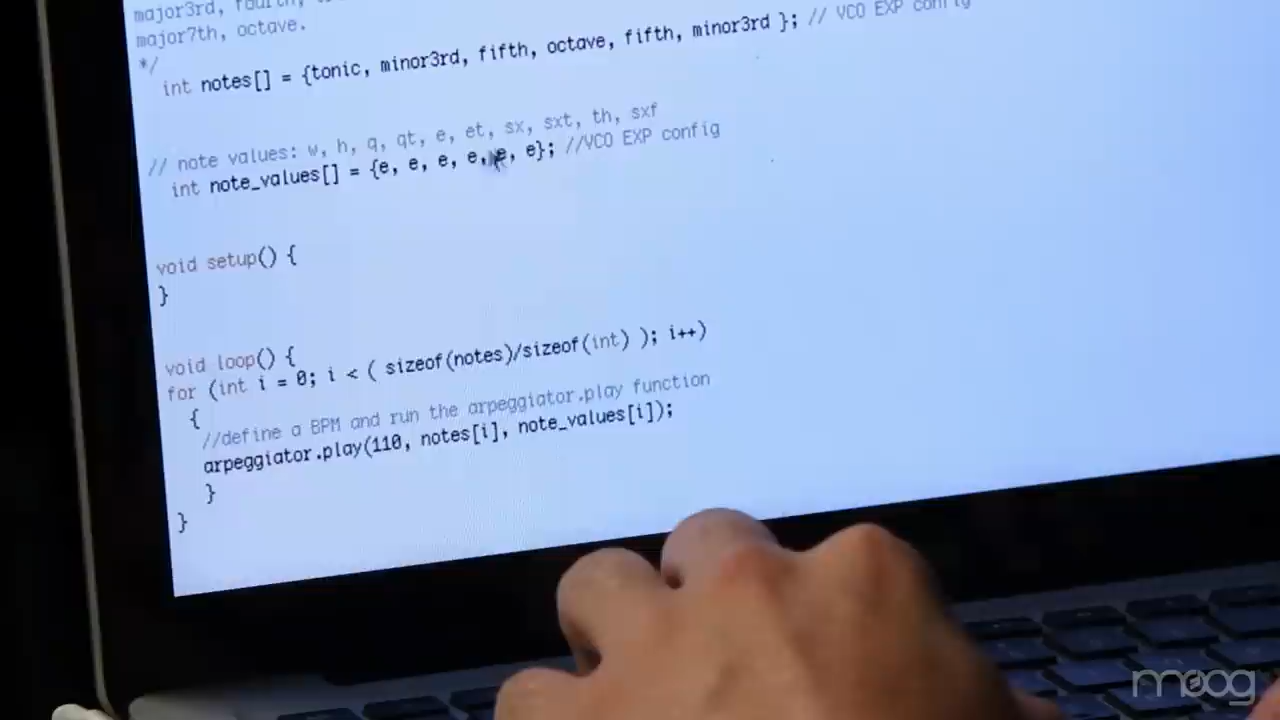 major3rd, fourth,
major7th, octave.
*/
int notes[] = {tonic, minor3rd, fifth, octave, fifth, minor3rd }; // VCO EXP config
// note values: w, h, q, qt, e, et, sx, sxt, th, sxf
int note_values[] = {e, e, e, e, e, e}; //VCO EXP config
void setup() {
}
void loop() {
for (int i = 0; i < ( sizeof(notes)/sizeof(int) ); i++)
{
//define a BPM and run the arpeggiator.play function
arpeggiator.play(110, notes[i], note_values[i]);
}
}
moog